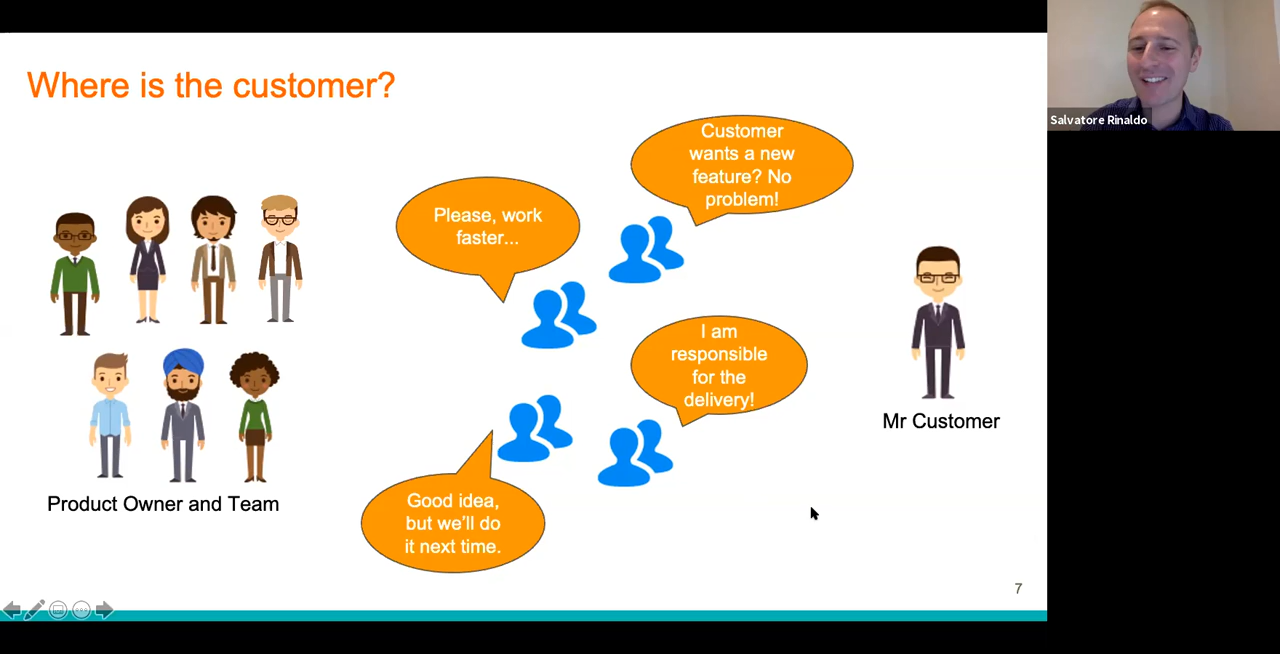 Where is the customer?
Salvatore Rinaldo
Customer
wants a new
feature? No
problem!
Please, work
faster...
I am
responsible
for the
delivery!
Mr Customer
Product Owner and Team
Good idea,
but we'll do
it next time.
7